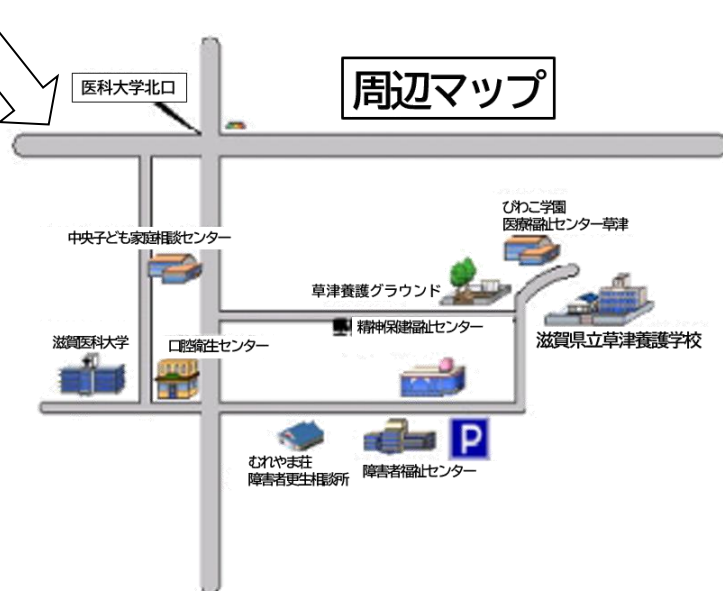 医科大学北口
周辺マップ
びわこ学園
医療福祉センター草津
中央子ども家庭相談センター
草津養護グラウンド
精神保健福祉センター
滋賀県立草津養護学校
滋賀医科大学
口腔衛生センター
P
むれやま荘
障害者更生相談所
障害者福祉センター